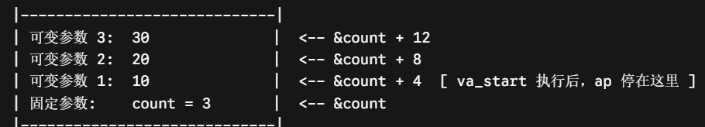 |----------------------------|
| 可变参数 3:  30            |  <-- &count + 12
| 可变参数 2:  20            |  <-- &count + 8
| 可变参数 1:  10            |  <-- &count + 4  [ va_start 执行后，ap 停在这里 ]
| 固定参数:    count = 3     |  <-- &count
|----------------------------|